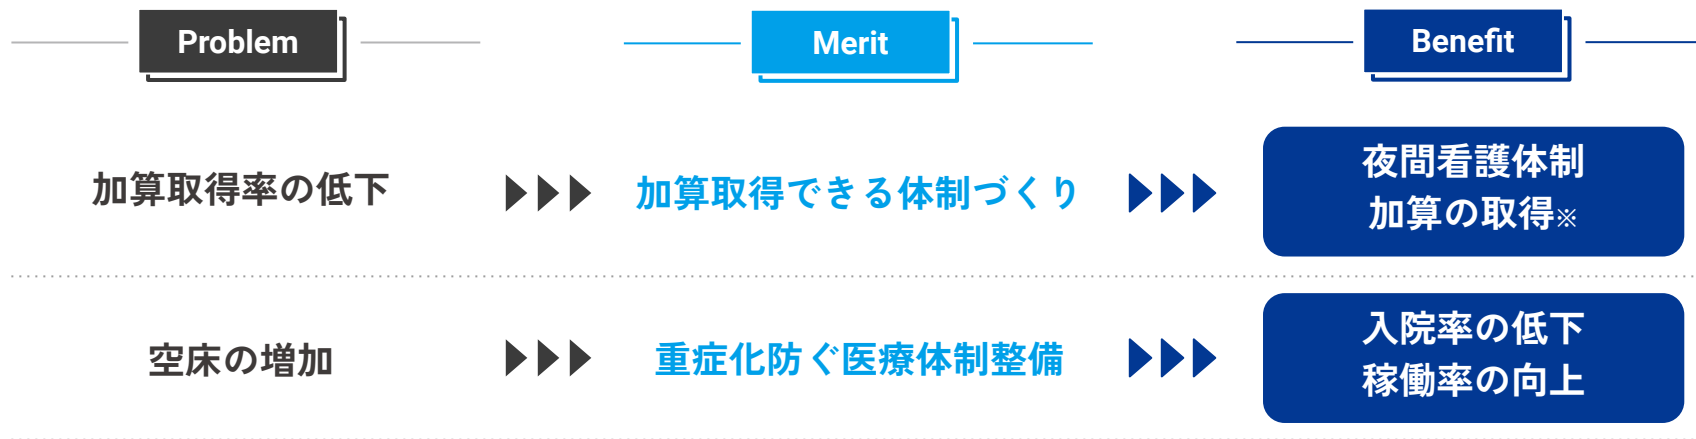 Problem
Merit
Benefit
加算取得率の低下
加算取得できる体制づくり
夜間看護体制
加算の取得※
空床の増加
重症化防ぐ医療体制整備
入院率の低下
稼働率の向上